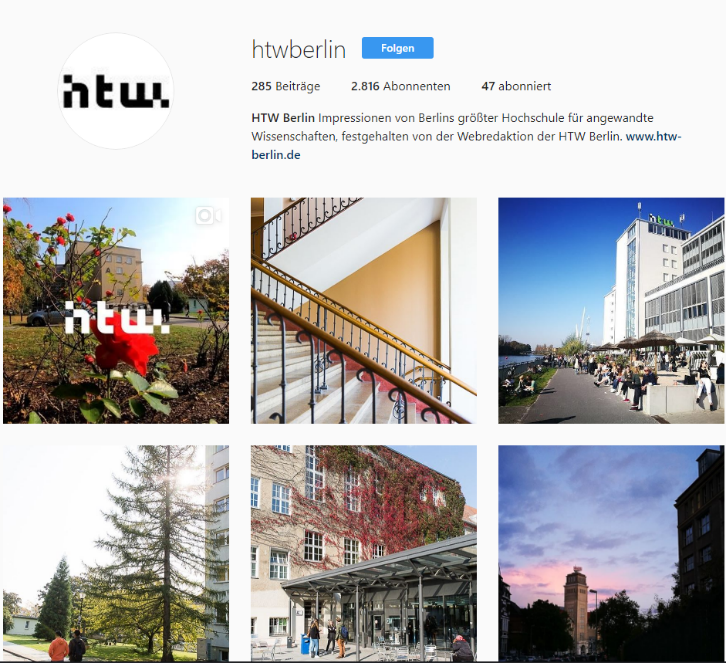 htw.
htwberlin Folgen
285 Beiträge 2.816 Abonnenten 47 abonniert
HTW Berlin Impressionen von Berlins größter Hochschule für angewandte
Wissenschaften, festgehalten von der Webredaktion der HTW Berlin. www.htw-
berlin.de
htw.
htw.